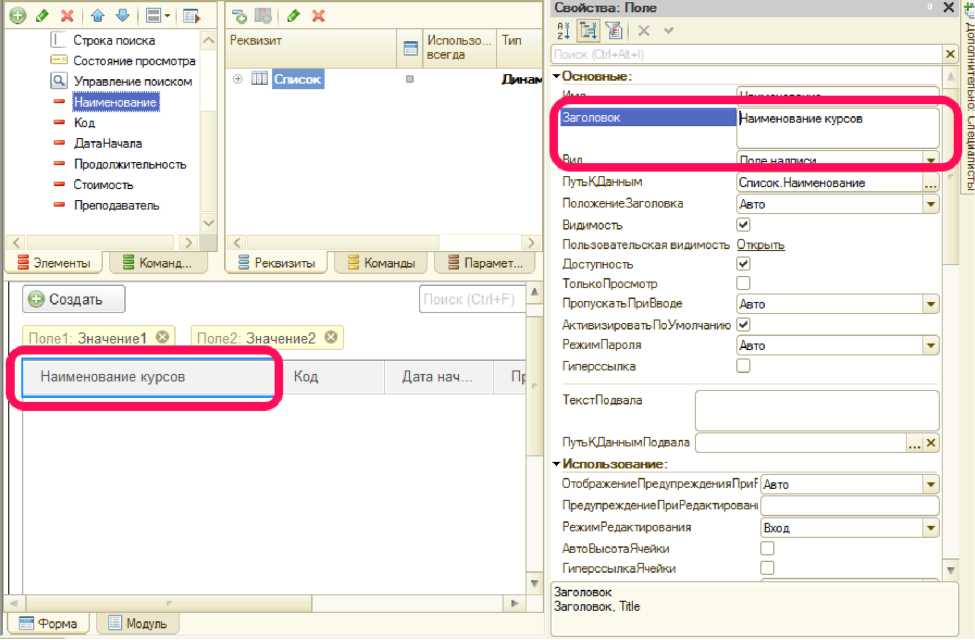 Строка поиска
Состояние просмотра
Управление поиском
Наименование
Код
ДатаНачала
Продолжительность
Стоимость
Преподаватель
Элементы
Команд...
Реквизит
Использо... всегда
Тип
Список
Динам
Реквизиты
Команды
Парамет...
Создать
Поиск (Ctrl+F)
Поле1: Значение1
Поле2: Значение2
Наименование курсов
Код
Дата нач...
Пр
Форма
Модуль
Свойства: Поле
Поиск (Ctrl+Alt+I)
Основные:
Имя Наименование
Заголовок Наименование курсов
Вид Поле надписи
ПутьКДанным Список.Наименование ...
ПоложениеЗаголовка Авто
Видимость
Пользовательская видимость Открыть
Доступность
ТолькоПросмотр
ПропускатьПриВводе Авто
АктивизироватьПоУмолчанию
РежимПароля Авто
Гиперссылка
ТекстПодвала
ПутьКДаннымПодвала ...
Использование:
ОтображениеПредупрежденияПриР Авто
ПредупреждениеПриРедактирован
РежимРедактирования Вход
АвтоВысотаЯчейки
ГиперссылкаЯчейки
Заголовок
Заголовок, Title
Дополнительно: Специалисты